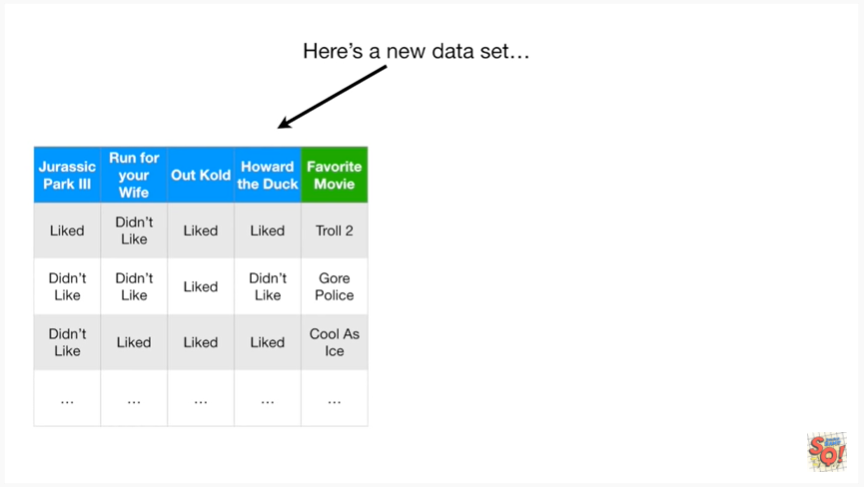 Here's a new data set...
Jurassic Park III
Run for your Wife
Out Kold
Howard the Duck
Favorite Movie
Liked
Didn't Like
Liked
Liked
Troll 2
Didn't Like
Didn't Like
Liked
Didn't Like
Gore Police
Didn't Like
Liked
Liked
Liked
Cool As Ice
...
...
...
...
...
SQ!